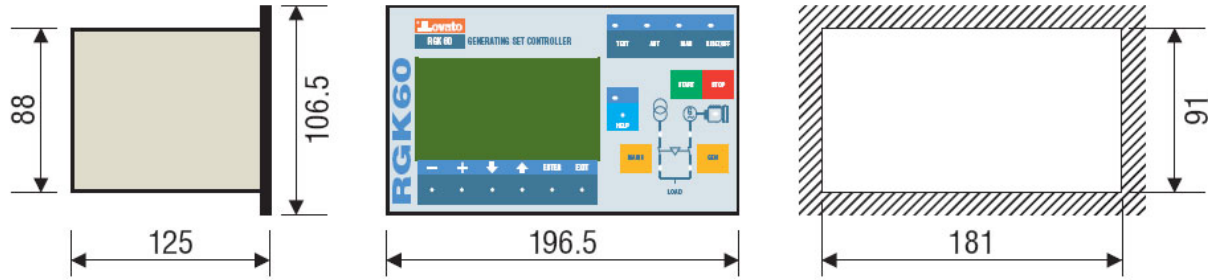 88
106.5
125
Lovato
RGK 60 GENERATING SET CONTROLLER
RGK60
TEST AUT MAN RESET/OFF
START STOP
HELP
MAINS GEN
− + ENTER EXIT
LOAD
196.5
91
181